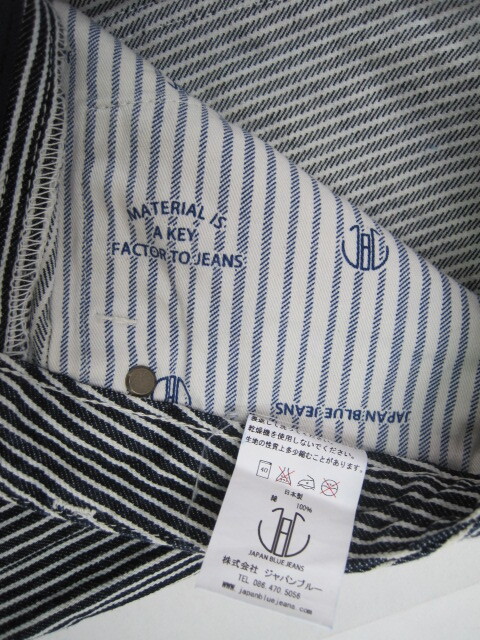 MATERIAL IS
A KEY
FACTOR TO JEANS
JBC
JAPAN BLUE JEANS
乾燥機を使用しないでください。
生地の性質上多少縮むことがあります。
40
日本製
綿 100%
JAPAN BLUE JEANS
株式会社 ジャパンブルー
TEL 086.470.5056
www.japanbluejeans.com